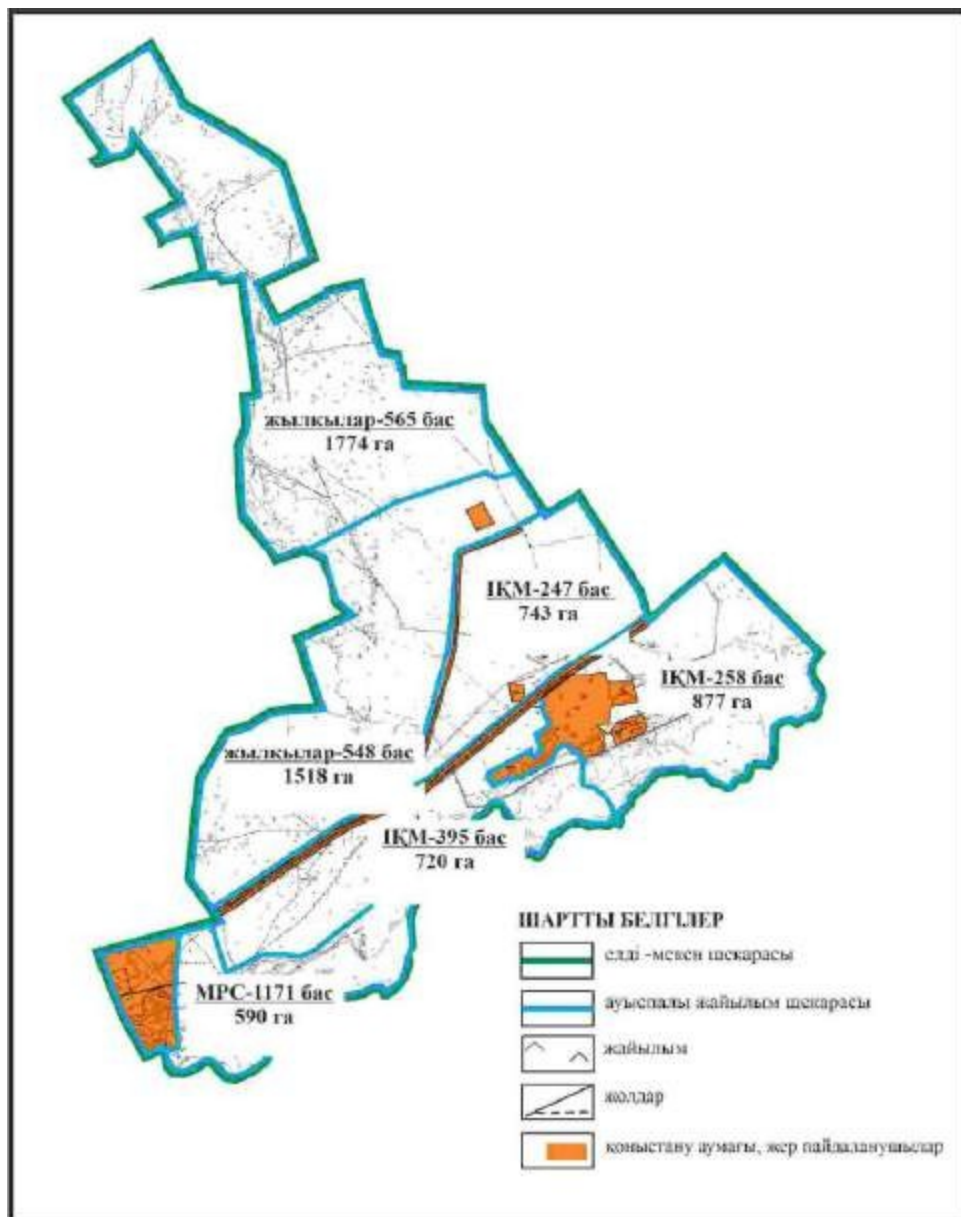 жылқылар-565 бас
1774 га
ІҚМ-247 бас
743 га
ІҚМ-258 бас
877 га
жылқылар-548 бас
1518 га
ІҚМ-395 бас
720 га
МРС-1171 бас
590 га
ШАРТТЫ БЕЛГІЛЕР
елді -мекен шекарасы
ауыспалы жайылым шекарасы
жайылым
жолдар
қоныстану аумағы, жер пайдаланушылар